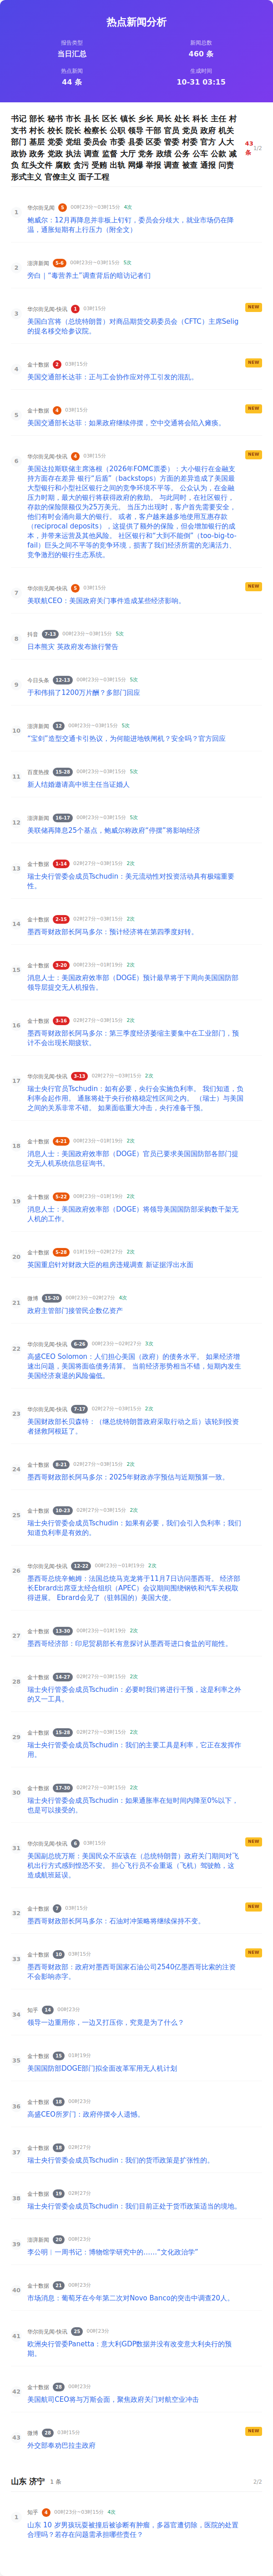 热点新闻分析
报告类型
新闻总数
当日汇总
460 条
热点新闻
生成时间
44 条
10-31 03:15
书记 部长 秘书 市长 县长 区长 镇长 乡长 局长 处长 科长 主任 村
支书 村长 校长 院长 检察长 公职 领导 干部 官员 党员 政府 机关
部门 基层 党委 党组 委员会 市委 县委 区委 管委 村委 官方 人大
政协 政务 党政 执法 调查 监督 大厅 党务 政绩 公务 公车 公款 减
负 红头文件 腐败 贪污 受贿 出轨 网爆 举报 调查 被查 通报 问责
形式主义 官僚主义 面子工程
43
条
1/2
1 华尔街见闻 5 00时23分~03时15分 4次
鲍威尔：12月再降息并非板上钉钉，委员会分歧大，就业市场仍在降
温，通胀短期有上行压力（附全文）
2 澎湃新闻 5-6 00时23分~03时15分 5次
旁白｜“毒营养土”调查背后的暗访记者们
3 华尔街见闻-快讯 1 03时15分 NEW
美国白宫将（总统特朗普）对商品期货交易委员会（CFTC）主席Selig
的提名移交给参议院。
4 金十数据 2 03时15分 NEW
美国交通部长达菲：正与工会协作应对停工引发的混乱。
5 金十数据 4 03时15分 NEW
美国交通部长达菲：如果政府继续停摆，空中交通将会陷入瘫痪。
6 华尔街见闻-快讯 4 03时15分 NEW
美国达拉斯联储主席洛根（2026年FOMC票委）：大小银行在金融支
持方面存在差异 银行“后盾”（backstops）方面的差异造成了美国最
大型银行和小型社区银行之间的竞争环境不平等。 公众认为，在金融
压力时期，最大的银行将获得政府的救助。 与此同时，在社区银行，
存款的保险限额仅为25万美元。 当压力出现时，客户首先需要安全，
他们有时会涌向最大的银行。 或者，客户越来越多地使用互惠存款
（reciprocal deposits），这提供了额外的保险，但会增加银行的成
本，并带来运营及其他风险。 社区银行和“大到不能倒”（too-big-to-
fail）巨头之间不平等的竞争环境，损害了我们经济所需的充满活力、
竞争激烈的银行生态系统。
7 华尔街见闻-快讯 5 03时15分 NEW
美联航CEO：美国政府关门事件造成某些经济影响。
8 抖音 7-13 00时23分~03时15分 5次
日本熊灾 英政府发布旅行警告
9 今日头条 12-13 00时23分~03时15分 5次
于和伟捐了1200万片酬？多部门回应
10 澎湃新闻 12 00时23分~03时15分 5次
“宝剑”造型交通卡引热议，为何能进地铁闸机？安全吗？官方回应
11 百度热搜 15-28 00时23分~03时15分 5次
新人结婚邀请高中班主任当证婚人
12 澎湃新闻 16-17 00时23分~03时15分 5次
美联储再降息25个基点，鲍威尔称政府“停摆”将影响经济
13 金十数据 1-14 02时27分~03时15分 2次
瑞士央行管委会成员Tschudin：美元流动性对投资活动具有极端重要
性。
14 金十数据 2-15 02时27分~03时15分 2次
墨西哥财政部长阿马多尔：预计经济将在第四季度好转。
15 金十数据 3-20 00时23分~01时19分 2次
消息人士：美国政府效率部（DOGE）预计最早将于下周向美国国防部
领导层提交无人机报告。
16 金十数据 3-16 02时27分~03时15分 2次
墨西哥财政部长阿马多尔：第三季度经济萎缩主要集中在工业部门，预
计不会出现长期疲软。
17 华尔街见闻-快讯 3-13 02时27分~03时15分 2次
瑞士央行官员Tschudin：如有必要，央行会实施负利率。 我们知道，负
利率会起作用。 通胀将处于央行价格稳定性区间之内。 （瑞士）与美国
之间的关系非常不错。 如果面临重大冲击，央行准备干预。
18 金十数据 4-21 00时23分~01时19分 2次
消息人士：美国政府效率部（DOGE）官员已要求美国国防部各部门提
交无人机系统信息征询书。
19 金十数据 5-22 00时23分~01时19分 2次
消息人士：美国政府效率部（DOGE）将领导美国国防部采购数千架无
人机的工作。
20 金十数据 5-28 01时19分~02时27分 2次
英国重启针对财政大臣的租房违规调查 新证据浮出水面
21 微博 15-20 00时23分~02时27分 4次
政府主管部门接管民企数亿资产
22 华尔街见闻-快讯 6-28 00时23分~02时27分 3次
高盛CEO Solomon：人们担心美国（政府）的债务水平。 如果经济增
速出问题，美国将面临债务清算。 当前经济形势相当不错，短期内发生
美国经济衰退的风险偏低。
23 华尔街见闻-快讯 7-17 02时27分~03时15分 2次
美国财政部长贝森特：（继总统特朗普政府采取行动之后）该轮到投资
者拯救阿根廷了。
24 金十数据 8-21 02时27分~03时15分 2次
墨西哥财政部长阿马多尔：2025年财政赤字预估与近期预算一致。
25 金十数据 10-23 02时27分~03时15分 2次
瑞士央行管委会成员Tschudin：如果有必要，我们会引入负利率；我们
知道负利率是有效的。
26 华尔街见闻-快讯 12-22 00时23分~01时19分 2次
墨西哥总统辛鲍姆：法国总统马克龙将于11月7日访问墨西哥。 经济部
长Ebrard出席亚太经合组织（APEC）会议期间围绕钢铁和汽车关税取
得进展。 Ebrard会见了（驻韩国的）美国大使。
27 金十数据 13-30 00时23分~01时19分 2次
墨西哥经济部：印尼贸易部长有意探讨从墨西哥进口食盐的可能性。
28 金十数据 14-27 02时27分~03时15分 2次
瑞士央行管委会成员Tschudin：必要时我们将进行干预，这是利率之外
的又一工具。
29 金十数据 15-28 02时27分~03时15分 2次
瑞士央行管委会成员Tschudin：我们的主要工具是利率，它正在发挥作
用。
30 金十数据 17-30 02时27分~03时15分 2次
瑞士央行管委会成员Tschudin：如果通胀率在短时间内降至0%以下，
也是可以接受的。
31 华尔街见闻-快讯 6 03时15分 NEW
美国副总统万斯：美国民众不应该在（总统特朗普）政府关门期间对飞
机出行方式感到惶恐不安。 担心飞行员不会重返（飞机）驾驶舱，这
造成航班延误。
32 金十数据 7 03时15分 NEW
墨西哥财政部长阿马多尔：石油对冲策略将继续保持不变。
33 金十数据 10 03时15分 NEW
墨西哥财政部：政府对墨西哥国家石油公司2540亿墨西哥比索的注资
不会影响赤字。
34 知乎 14 00时23分
领导一边重用你，一边又打压你，究竟是为了什么？
35 金十数据 15 01时19分
美国国防部DOGE部门拟全面改革军用无人机计划
36 金十数据 18 00时23分
高盛CEO所罗门：政府停摆令人遗憾。
37 金十数据 18 02时27分
瑞士央行管委会成员Tschudin：我们的货币政策是扩张性的。
38 金十数据 19 02时27分
瑞士央行管委会成员Tschudin：我们目前正处于货币政策适当的境地。
39 澎湃新闻 20 00时23分
李公明︱一周书记：博物馆学研究中的……“文化政治学”
40 金十数据 21 00时23分
市场消息：葡萄牙在今年第二次对Novo Banco的突击中调查20人。
41 华尔街见闻-快讯 25 00时23分
欧洲央行管委Panetta：意大利GDP数据并没有改变意大利央行的预
期。
42 金十数据 28 00时23分
美国航司CEO将与万斯会面，聚焦政府关门对航空业冲击
43 微博 28 03时15分 NEW
外交部奉劝巴拉圭政府
山东 济宁 1 条 2/2
1 知乎 4 00时23分~03时15分 4次
山东 10 岁男孩玩耍被撞后被诊断有肿瘤，多器官遭切除，医院的处置
合理吗？若存在问题需承担哪些责任？